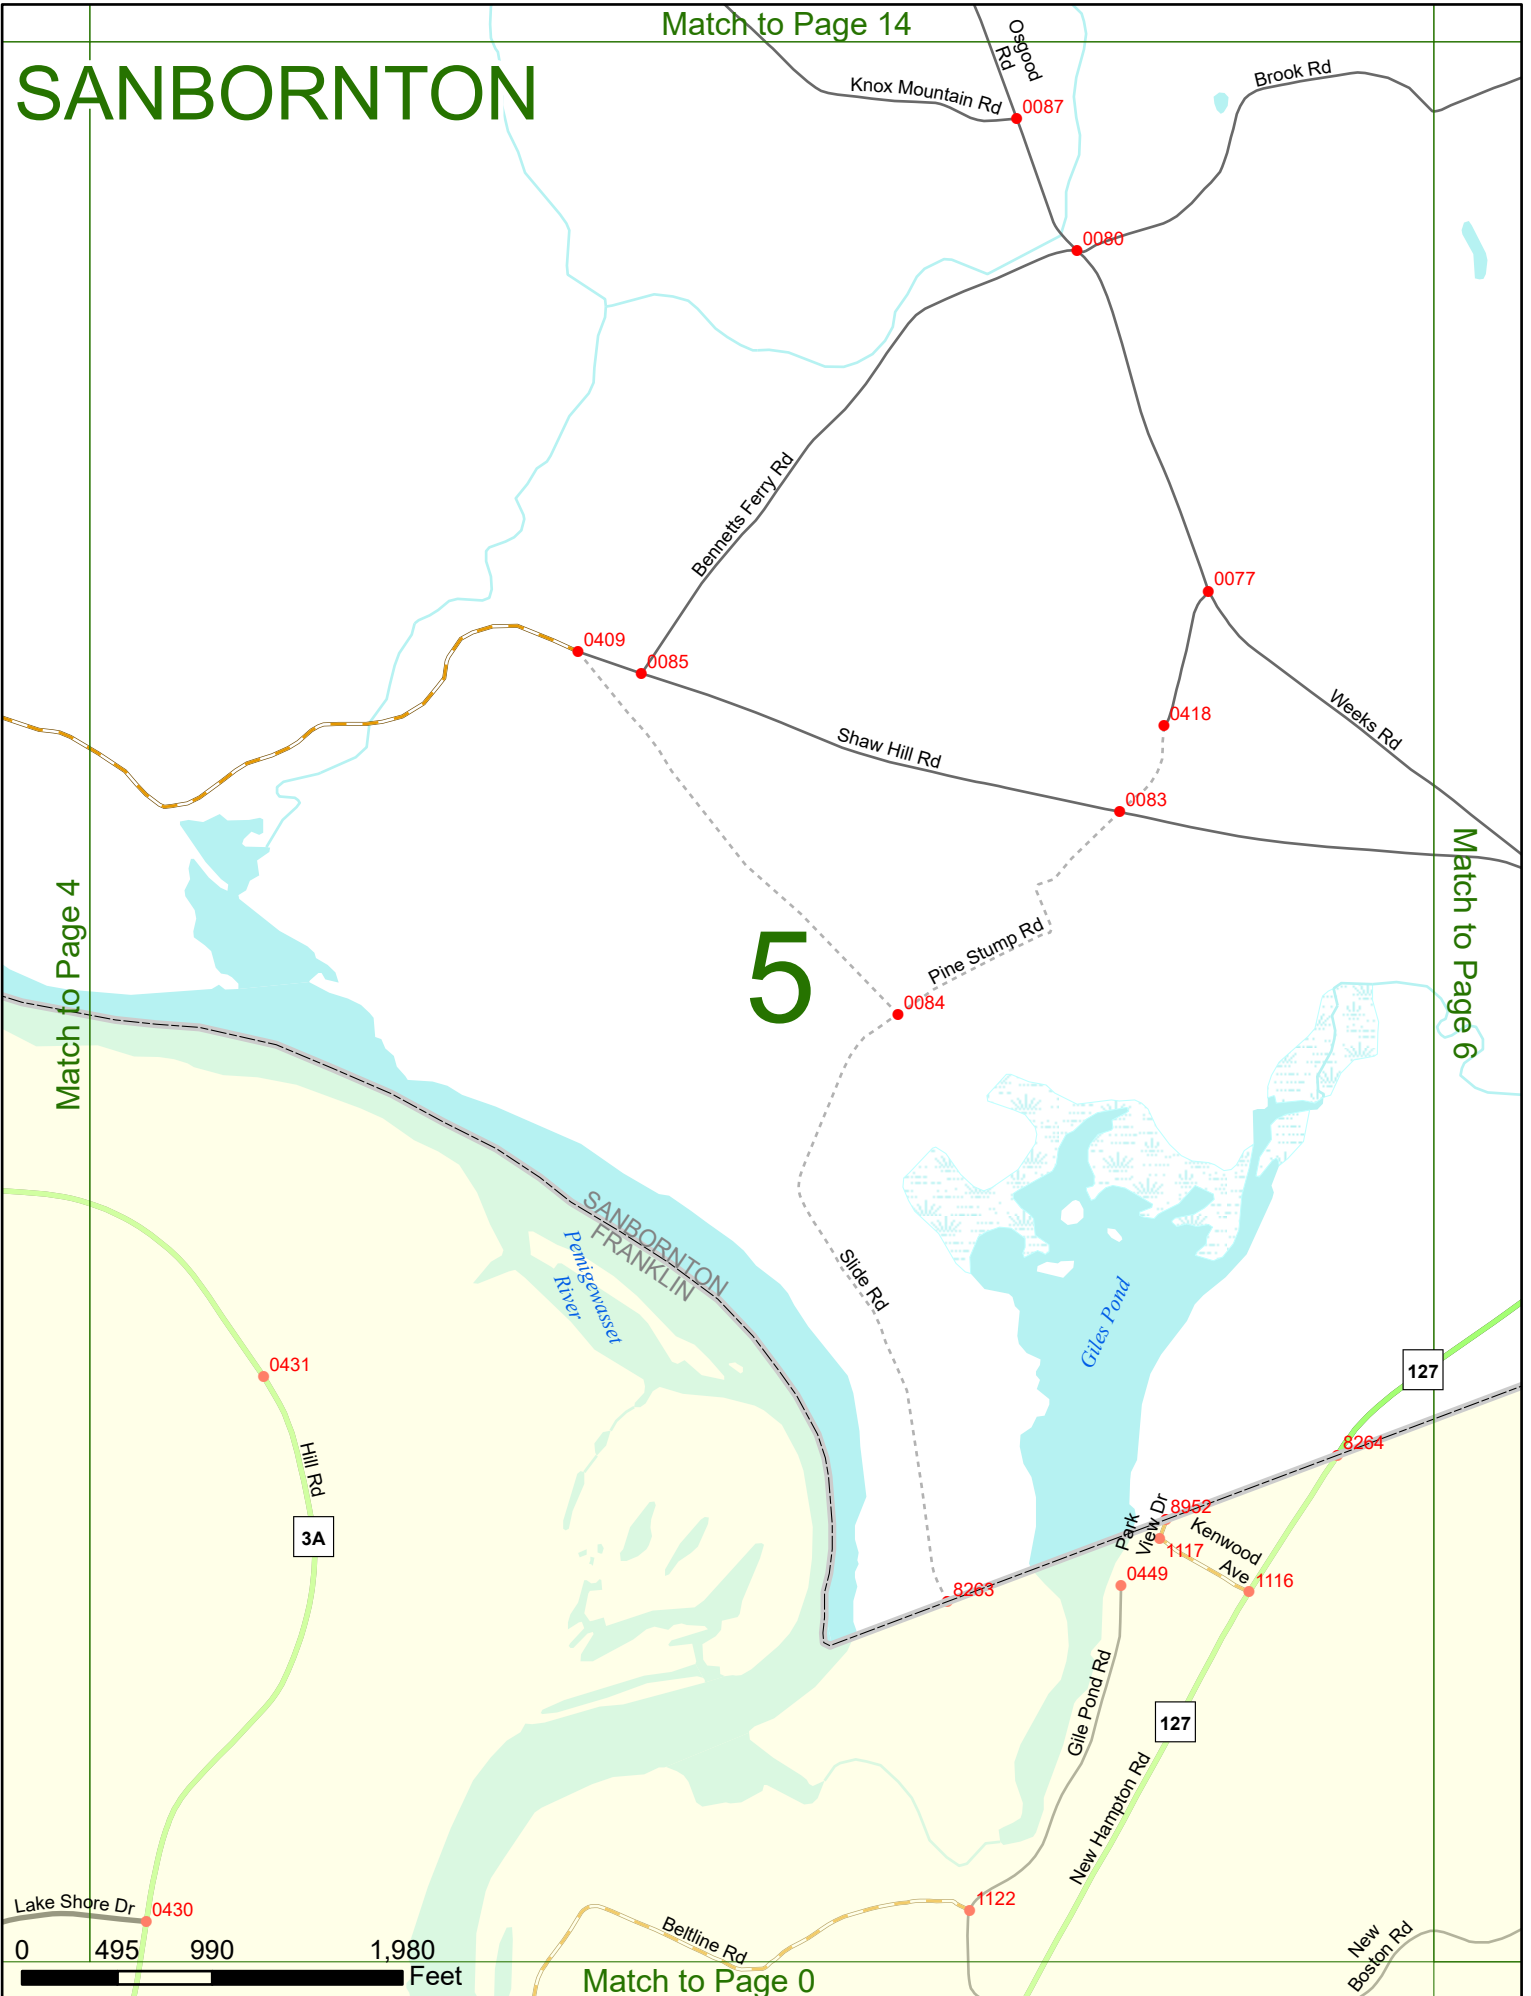 Match to Page 14
SANBORNTON
Osgood
Rd
Knox Mountain Rd
0087
Brook Rd
0080
Bennetts Ferry Rd
0077
0409
0085
0418
Weeks Rd
Shaw Hill Rd
0083
Match to Page 4
Match to Page 6
5
Pine Stump Rd
0084
SANBORNTON
FRANKLIN
Pemigewasset
River
Slide Rd
Giles Pond
127
0431
Hill Rd
3A
8264
8952
Park
View Dr
Kenwood
Ave
1117
0449
1116
8263
Gile Pond Rd
127
New Hampton Rd
Lake Shore Dr
0430
1122
Beltline Rd
New
Boston Rd
0 495 990 1,980
Feet
Match to Page 0